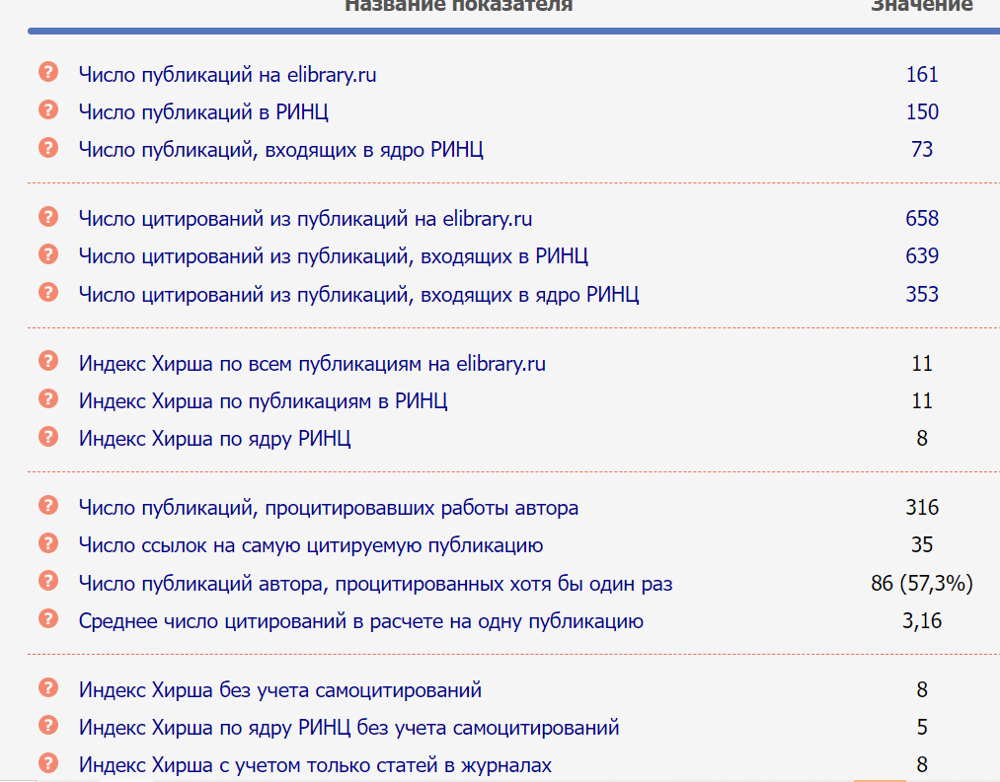 Название показателя Значение
? Число публикаций на elibrary.ru 161
? Число публикаций в РИНЦ 150
? Число публикаций, входящих в ядро РИНЦ 73
? Число цитирований из публикаций на elibrary.ru 658
? Число цитирований из публикаций, входящих в РИНЦ 639
? Число цитирований из публикаций, входящих в ядро РИНЦ 353
? Индекс Хирша по всем публикациям на elibrary.ru 11
? Индекс Хирша по публикациям в РИНЦ 11
? Индекс Хирша по ядру РИНЦ 8
? Число публикаций, процитировавших работы автора 316
? Число ссылок на самую цитируемую публикацию 35
? Число публикаций автора, процитированных хотя бы один раз 86 (57,3%)
? Среднее число цитирований в расчете на одну публикацию 3,16
? Индекс Хирша без учета самоцитирований 8
? Индекс Хирша по ядру РИНЦ без учета самоцитирований 5
? Индекс Хирша с учетом только статей в журналах 8